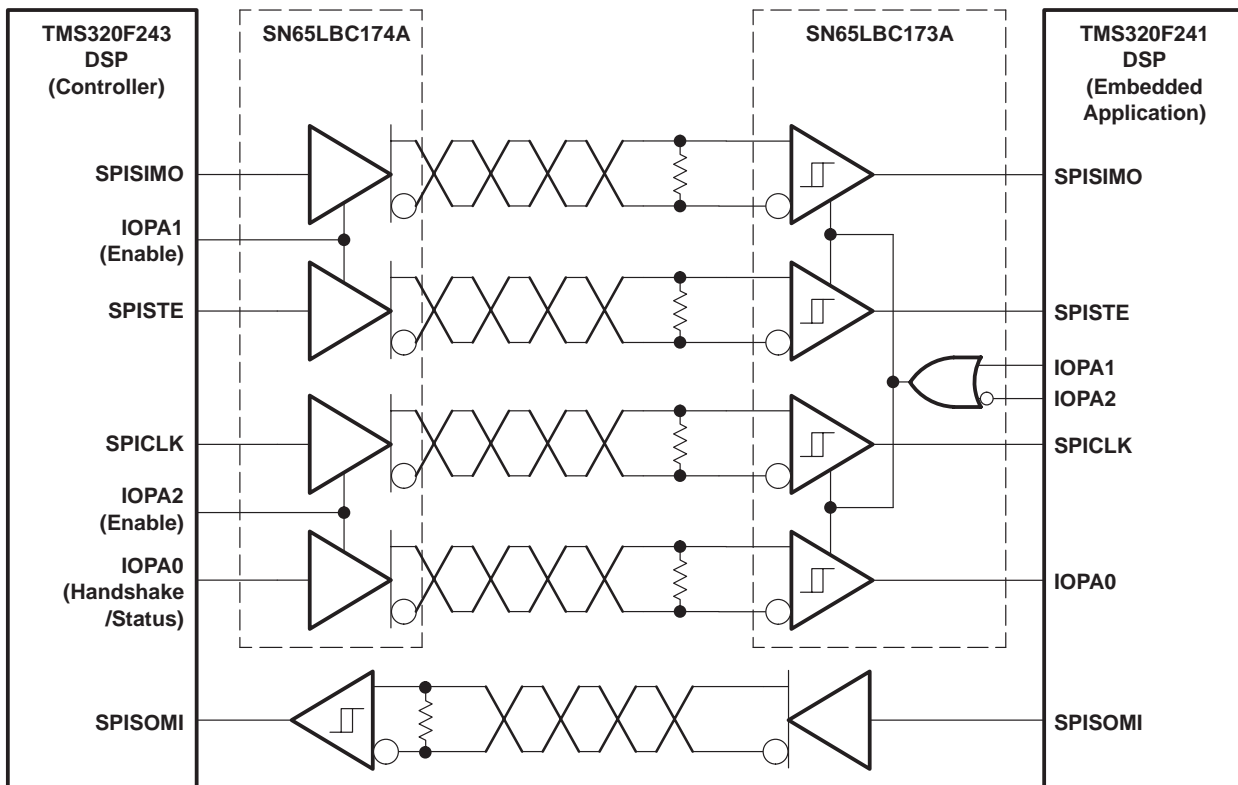 TMS320F243
DSP
(Controller)
SN65LBC174A
SN65LBC173A
TMS320F241
DSP
(Embedded
Application)
SPISIMO
SPISIMO
IOPA1
(Enable)
SPISTE
SPISTE
IOPA1
IOPA2
SPICLK
SPICLK
IOPA2
(Enable)
IOPA0
(Handshake
/Status)
IOPA0
SPISOMI
SPISOMI